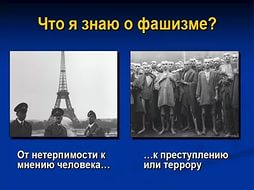 Что я знаю о фашизме?
От нетерпимости к
мнению человека...
...к преступлению
или террору